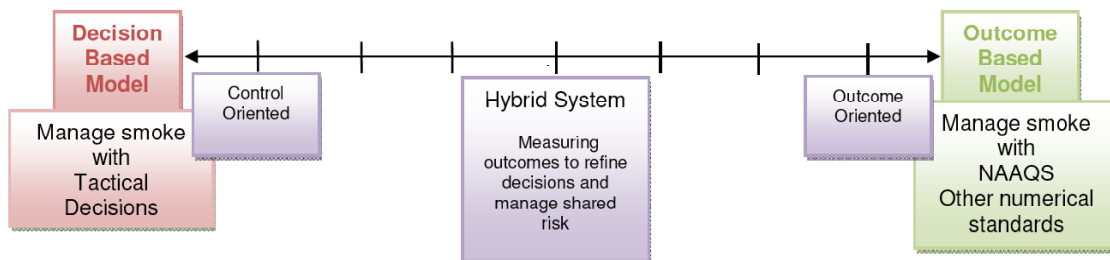 Decision
Based
Model
Manage smoke
with
Tactical
Decisions
Control
Oriented
Hybrid System
Measuring
outcomes to refine
decisions and
manage shared
risk
Outcome
Oriented
Outcome
Based
Model
Manage smoke
with
NAAQS
Other numerical
standards